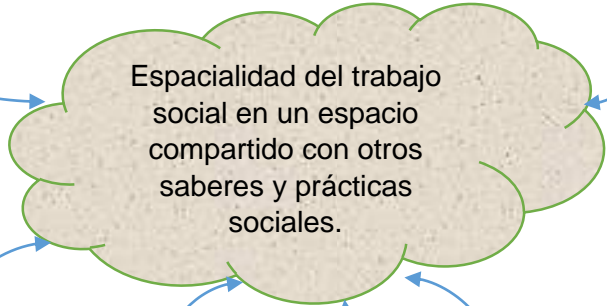 Espacialidad del trabajo
social en un espacio
compartido con otros
saberes y prácticas
sociales.